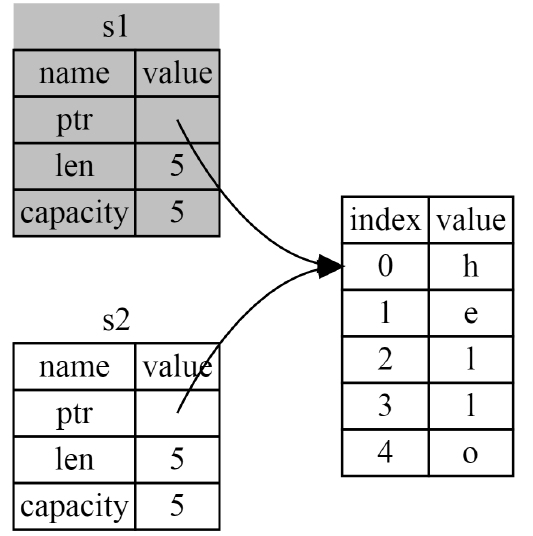 s1
name value
ptr
len 5
capacity 5
s2
name value
ptr
len 5
capacity 5
index value
0 h
1 e
2 l
3 l
4 o